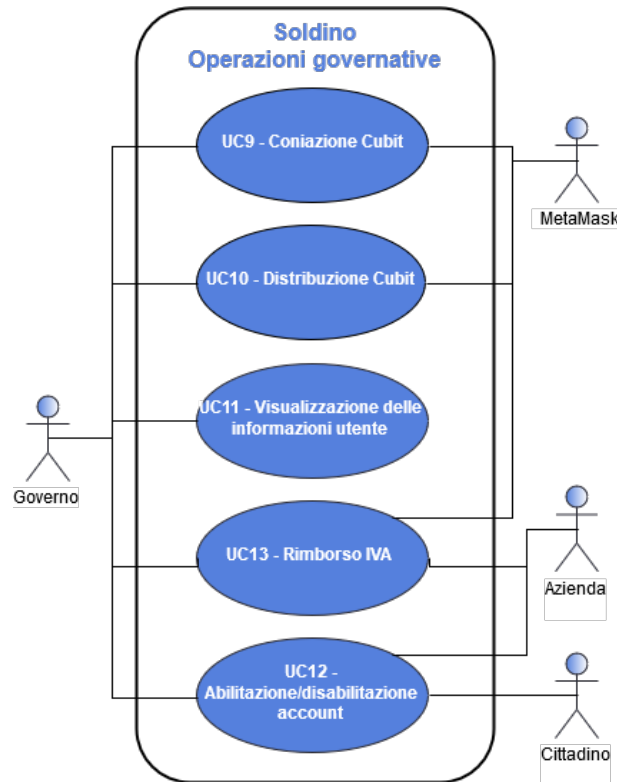 Soldino
Operazioni governative
UC9 - Coniazione Cubit
MetaMask
UC10 - Distribuzione Cubit
UC11 - Visualizzazione delle
informazioni utente
Governo
UC13 - Rimborso IVA
Azienda
UC12 -
Abilitazione/disabilitazione
account
Cittadino